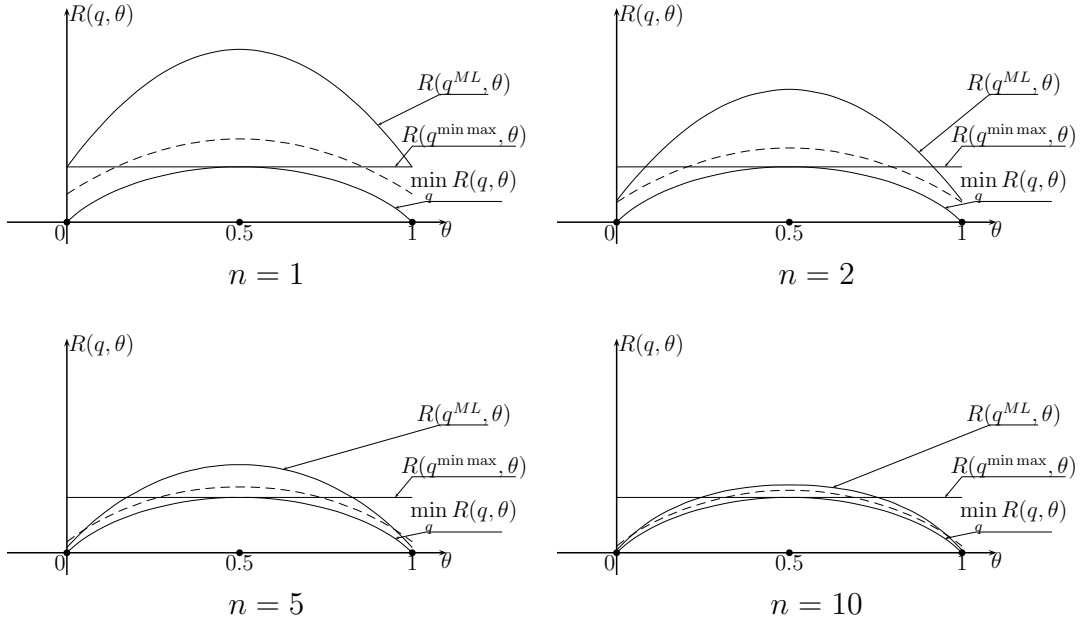 R(q, θ)
R(q^{ML}, θ)
R(q^{min max}, θ)
min_q R(q, θ)
0
0.5
1
θ
n = 1
R(q, θ)
R(q^{ML}, θ)
R(q^{min max}, θ)
min_q R(q, θ)
0
0.5
1
θ
n = 2
R(q, θ)
R(q^{ML}, θ)
R(q^{min max}, θ)
min_q R(q, θ)
0
0.5
1
θ
n = 5
R(q, θ)
R(q^{ML}, θ)
R(q^{min max}, θ)
min_q R(q, θ)
0
0.5
1
θ
n = 10